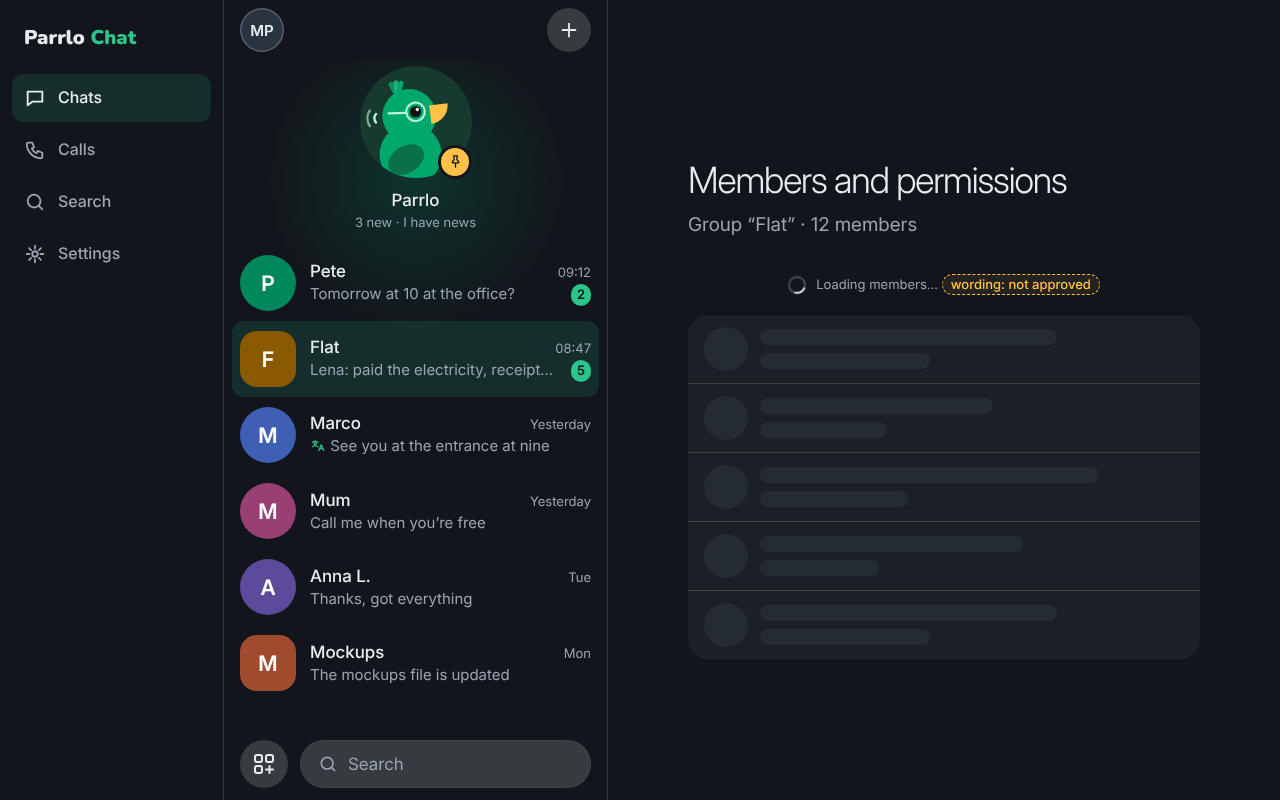 Parrlo Chat
Chats
Calls
Search
Settings
MP
Parrlo
3 new · I have news
P
Pete
09:12
Tomorrow at 10 at the office?
2
F
Flat
08:47
Lena: paid the electricity, receipt…
5
M
Marco
Yesterday
See you at the entrance at nine
M
Mum
Yesterday
Call me when you’re free
A
Anna L.
Tue
Thanks, got everything
M
Mockups
Mon
The mockups file is updated
Search
Members and permissions
Group “Flat” · 12 members
Loading members… wording: not approved